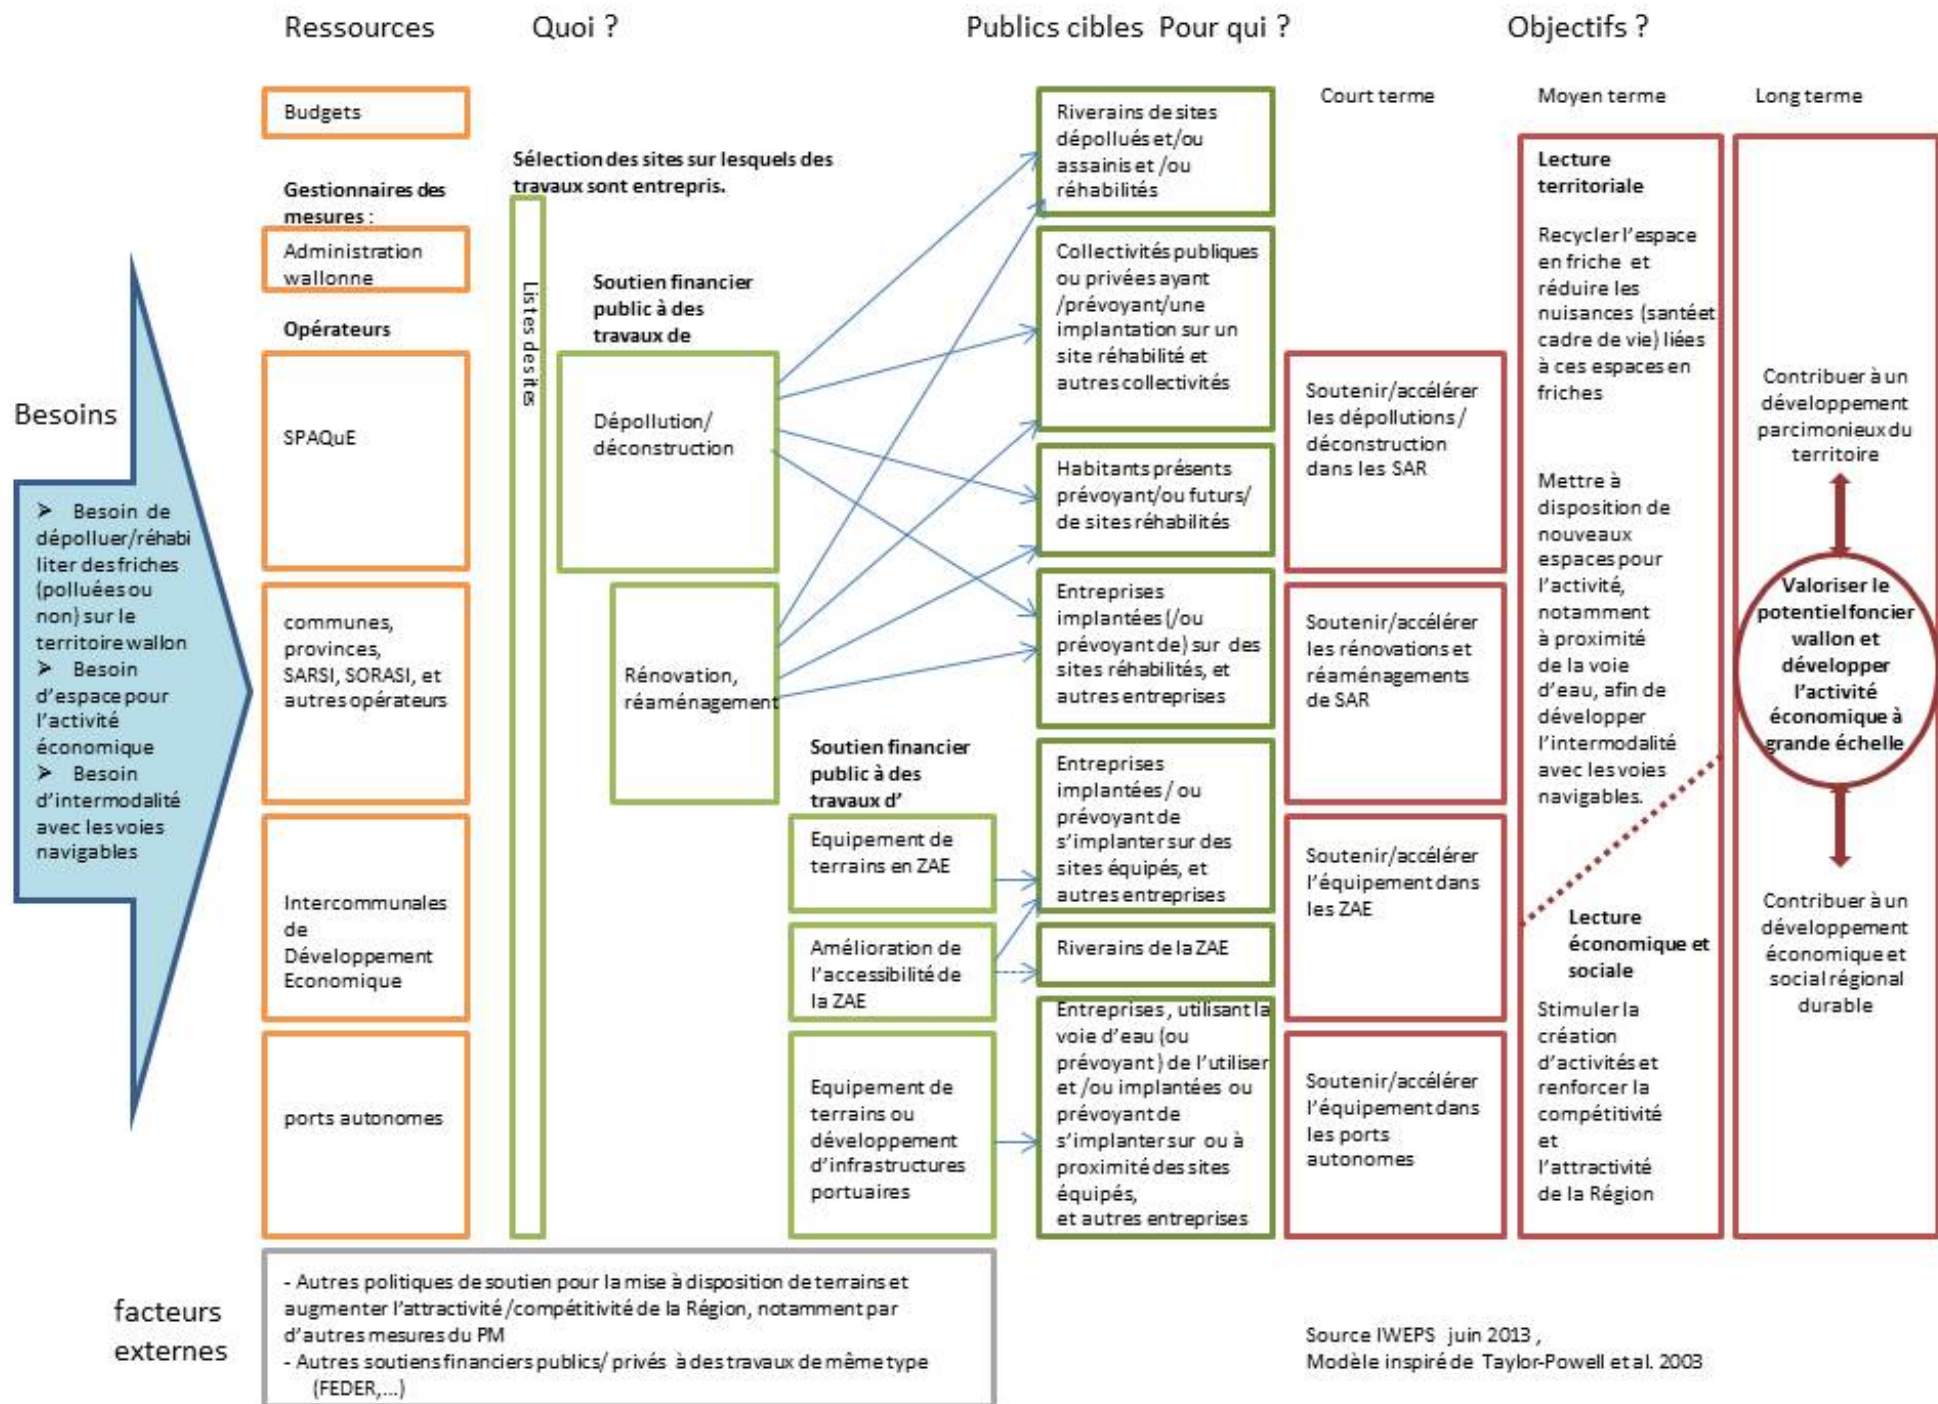 Ressources
Quoi ?
Publics cibles Pour qui ?
Objectifs ?
Besoins
➢ Besoin de
dépolluer/réhabi
liter des friches
(polluées ou
non) sur le
territoire wallon
➢ Besoin
d'espace pour
l'activité
économique
➢ Besoin
d'intermodalité
avec les voies
navigables
Budgets
Gestionnaires des
mesures :
Administration
wallonne
Opérateurs
SPAQuE
communes,
provinces,
SARSI, SORASI, et
autres opérateurs
Intercommunales
de
Développement
Economique
ports autonomes
Sélection des sites sur lesquels des
travaux sont entrepris.
Listes de sites
Soutien financier
public à des
travaux de
Dépollution/
déconstruction
Rénovation,
réaménagement
Soutien financier
public à des
travaux d'
Equipement de
terrains en ZAE
Amélioration de
l'accessibilité de
la ZAE
Equipement de
terrains ou
développement
d'infrastructures
portuaires
Riverains de sites
dépollués et/ou
assainis et /ou
réhabilités
Collectivités publiques
ou privées ayant
/prévoyant/une
implantation sur un
site réhabilité et
autres collectivités
Habitants présents
prévoyant/ou futurs/
de sites réhabilités
Entreprises
implantées (/ou
prévoyant de) sur des
sites réhabilités, et
autres entreprises
Entreprises
implantées / ou
prévoyant de
s'implanter sur des
sites équipés, et
autres entreprises
Riverains de la ZAE
Entreprises , utilisant la
voie d'eau (ou
prévoyant ) de l'utiliser
et /ou implantées ou
prévoyant de
s'implanter sur ou à
proximité des sites
équipés,
et autres entreprises
Court terme
Soutenir/accélérer
les dépollutions /
déconstruction
dans les SAR
Soutenir/accélérer
les rénovations et
réaménagements
de SAR
Soutenir/accélérer
l'équipement dans
les ZAE
Soutenir/accélérer
l'équipement dans
les ports
autonomes
Moyen terme
Lecture
territoriale
Recycler l'espace
en friche et
réduire les
nuisances (santé et
cadre de vie) liées
à ces espaces en
friches
Mettre à
disposition de
nouveaux
espaces pour
l'activité,
notamment
à proximité
de la voie
d'eau, afin de
développer
l'intermodalité
avec les voies
navigables.
Lecture
économique et
sociale
Stimuler la
création
d'activités et
renforcer la
compétitivité
et
l'attractivité
de la Région
Long terme
Contribuer à un
développement
parcimonieux du
territoire
Valoriser le
potentiel foncier
wallon et
développer
l'activité
économique à
grande échelle
Contribuer à un
développement
économique et
social régional
durable
facteurs
externes
- Autres politiques de soutien pour la mise à disposition de terrains et
augmenter l'attractivité /compétitivité de la Région, notamment par
d'autres mesures du PM
- Autres soutiens financiers publics/ privés à des travaux de même type
(FEDER,...)
Source IWEPS juin 2013 ,
Modèle inspiré de Taylor-Powell et al. 2003